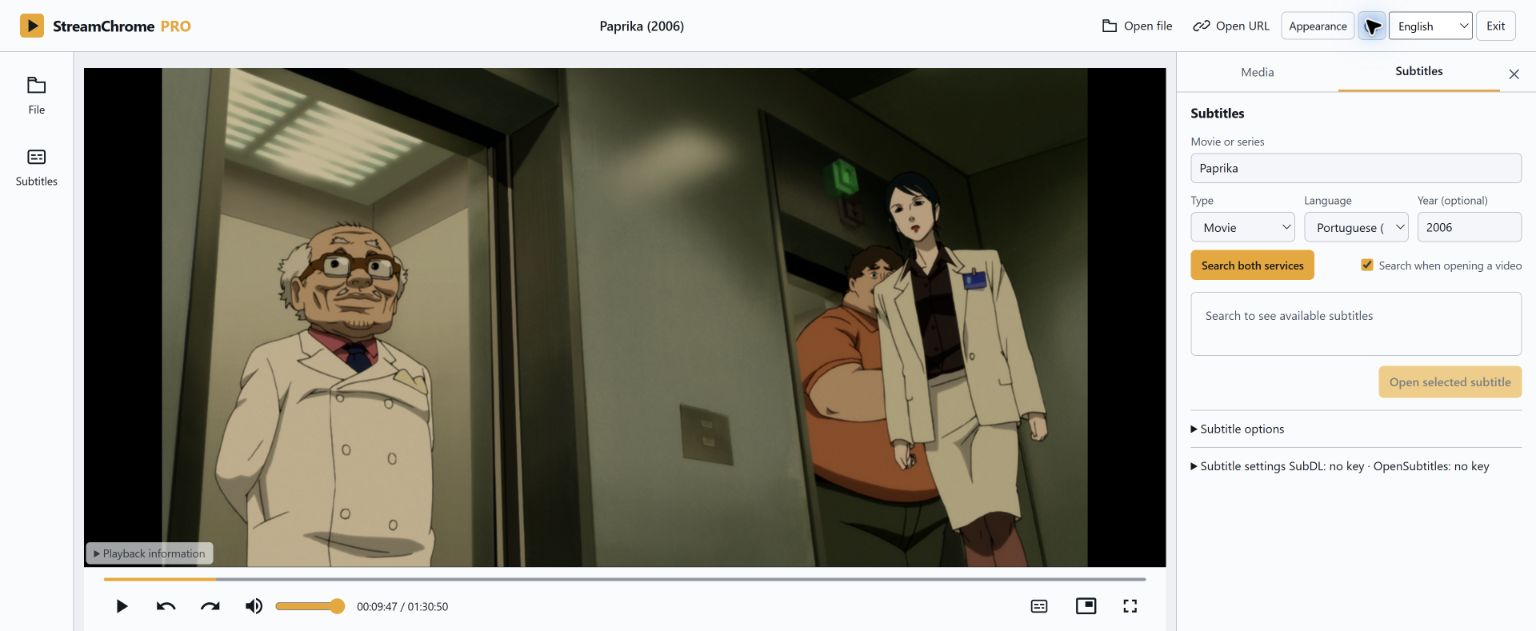 StreamChrome PRO
Paprika (2006)
Open file
Open URL
Appearance
English
Exit
File
Subtitles
Playback information
00:09:47 / 01:30:50
Media
Subtitles
Subtitles
Movie or series
Paprika
Type
Language
Year (optional)
Movie
Portuguese (
2006
Search both services
Search when opening a video
Search to see available subtitles
Open selected subtitle
Subtitle options
Subtitle settings SubDL: no key · OpenSubtitles: no key